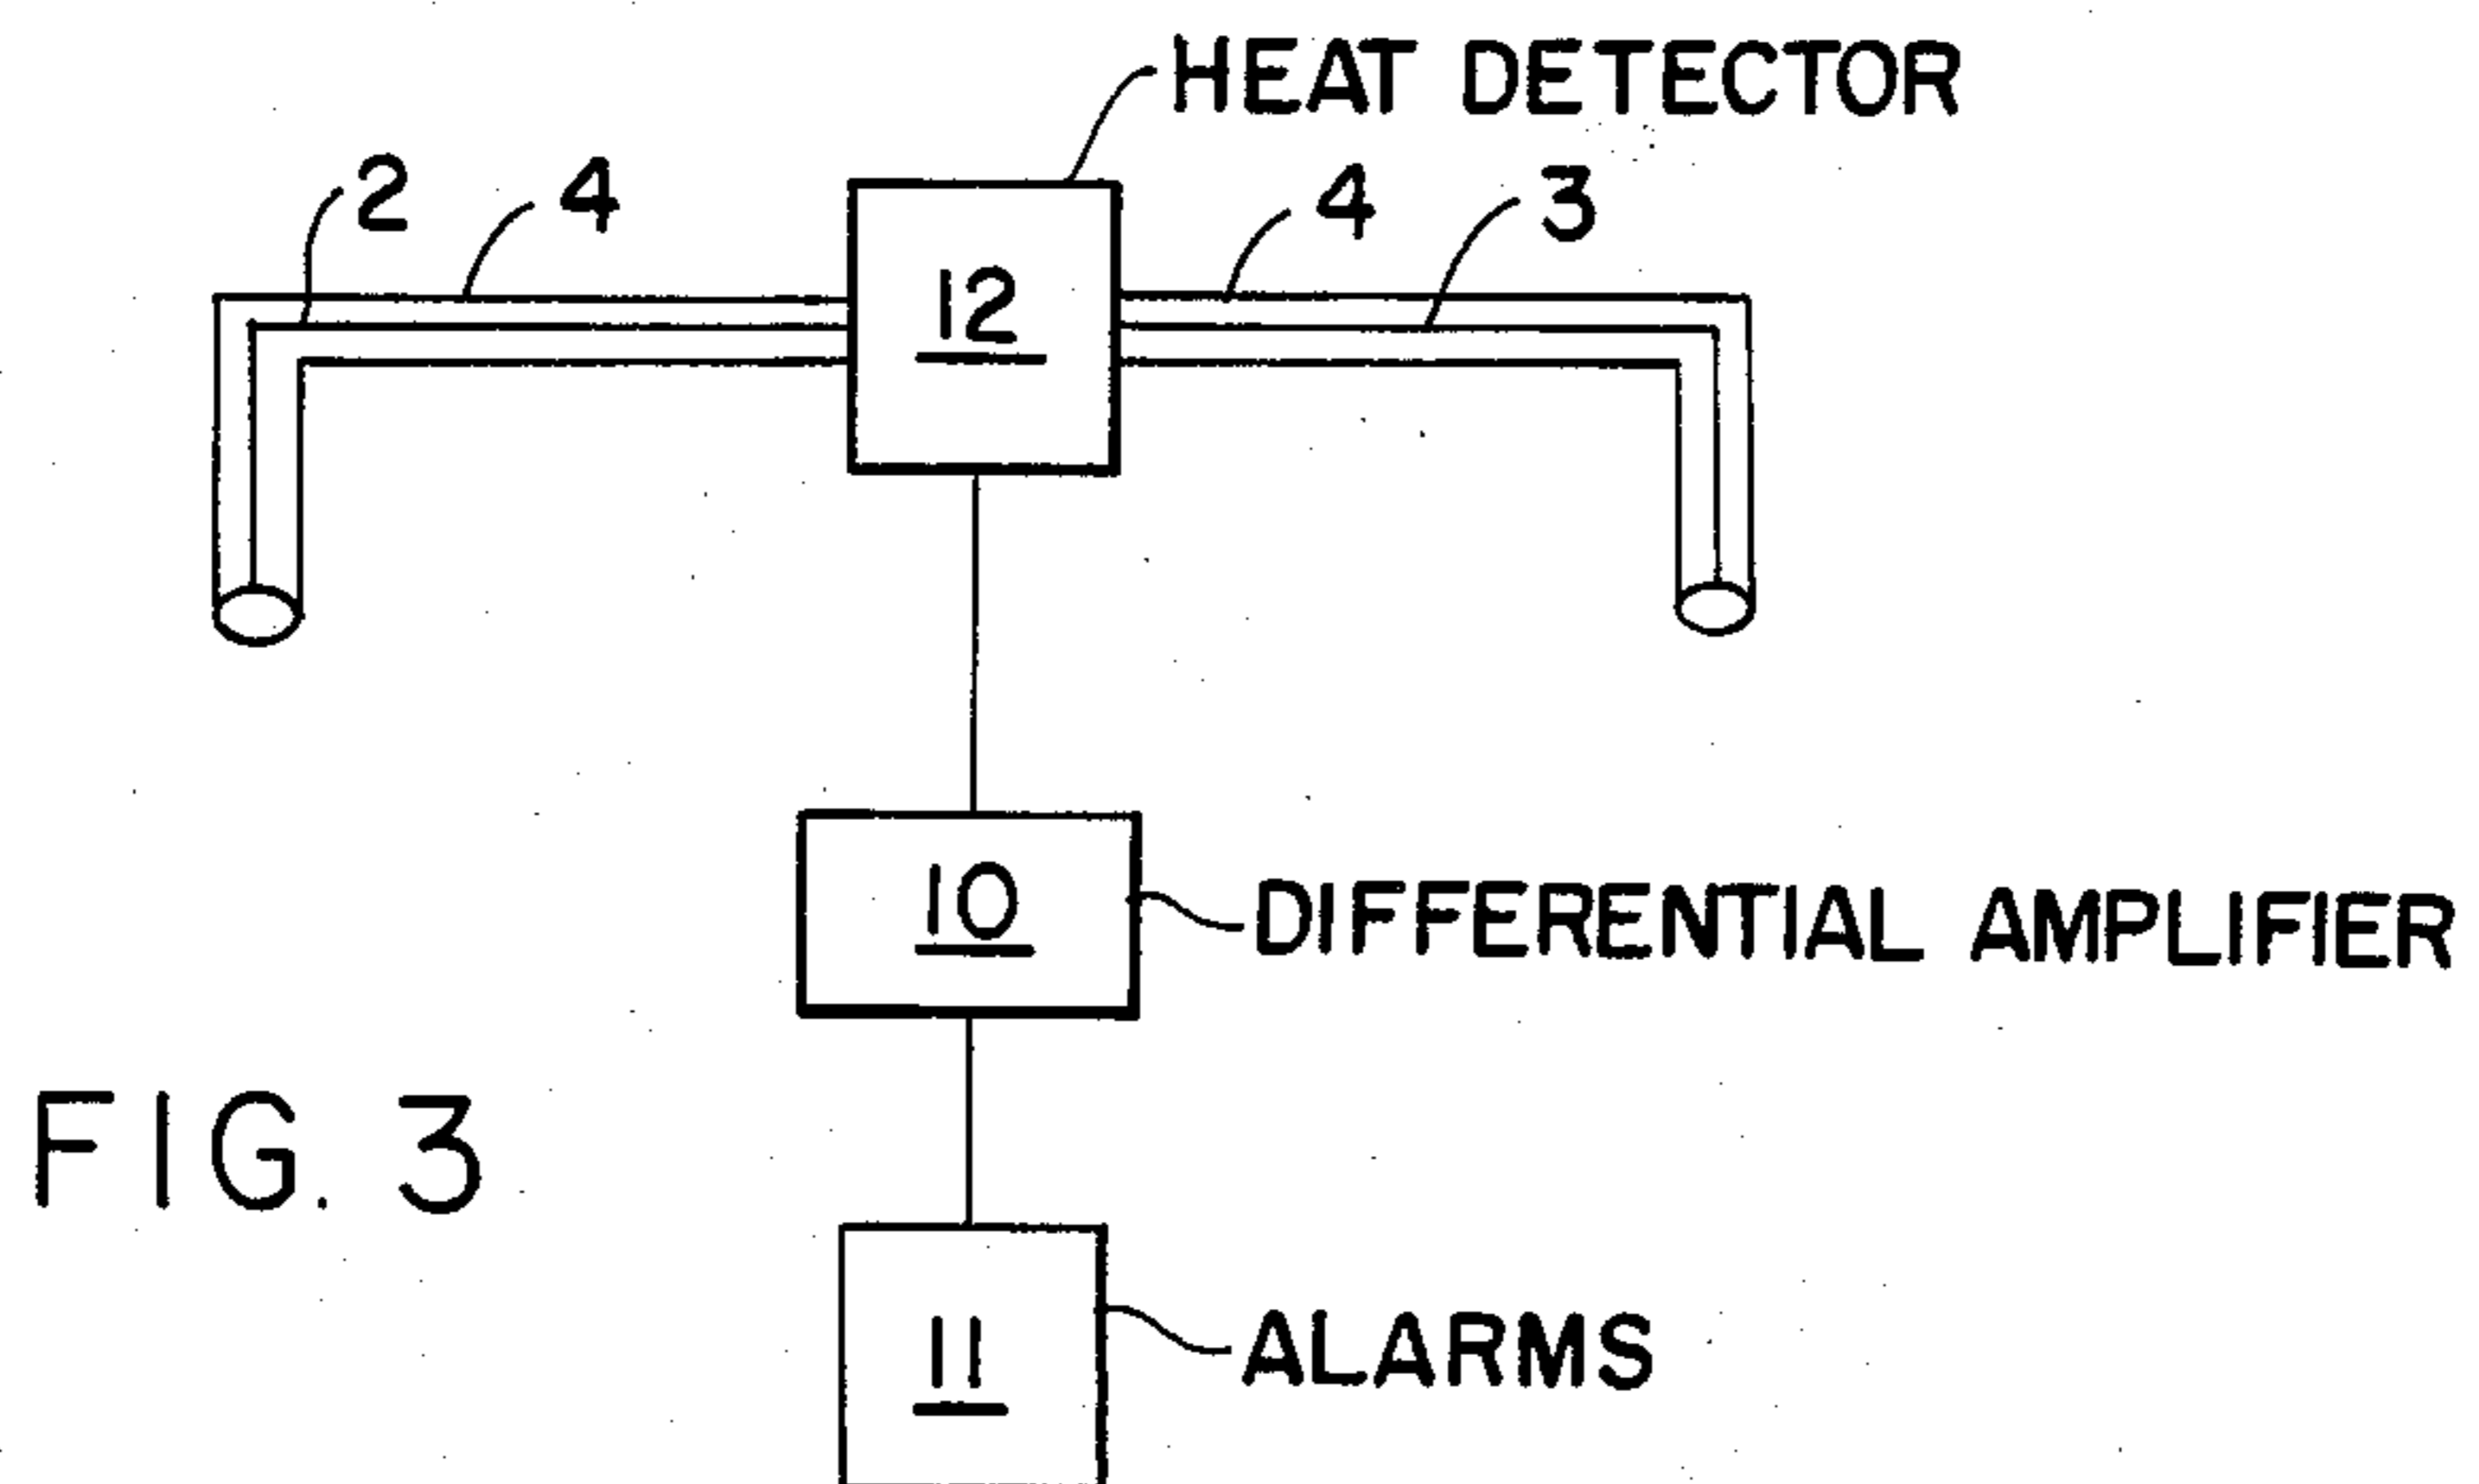 HEAT DETECTOR
2 4 4 3
12
10 DIFFERENTIAL AMPLIFIER
FIG. 3
11 ALARMS